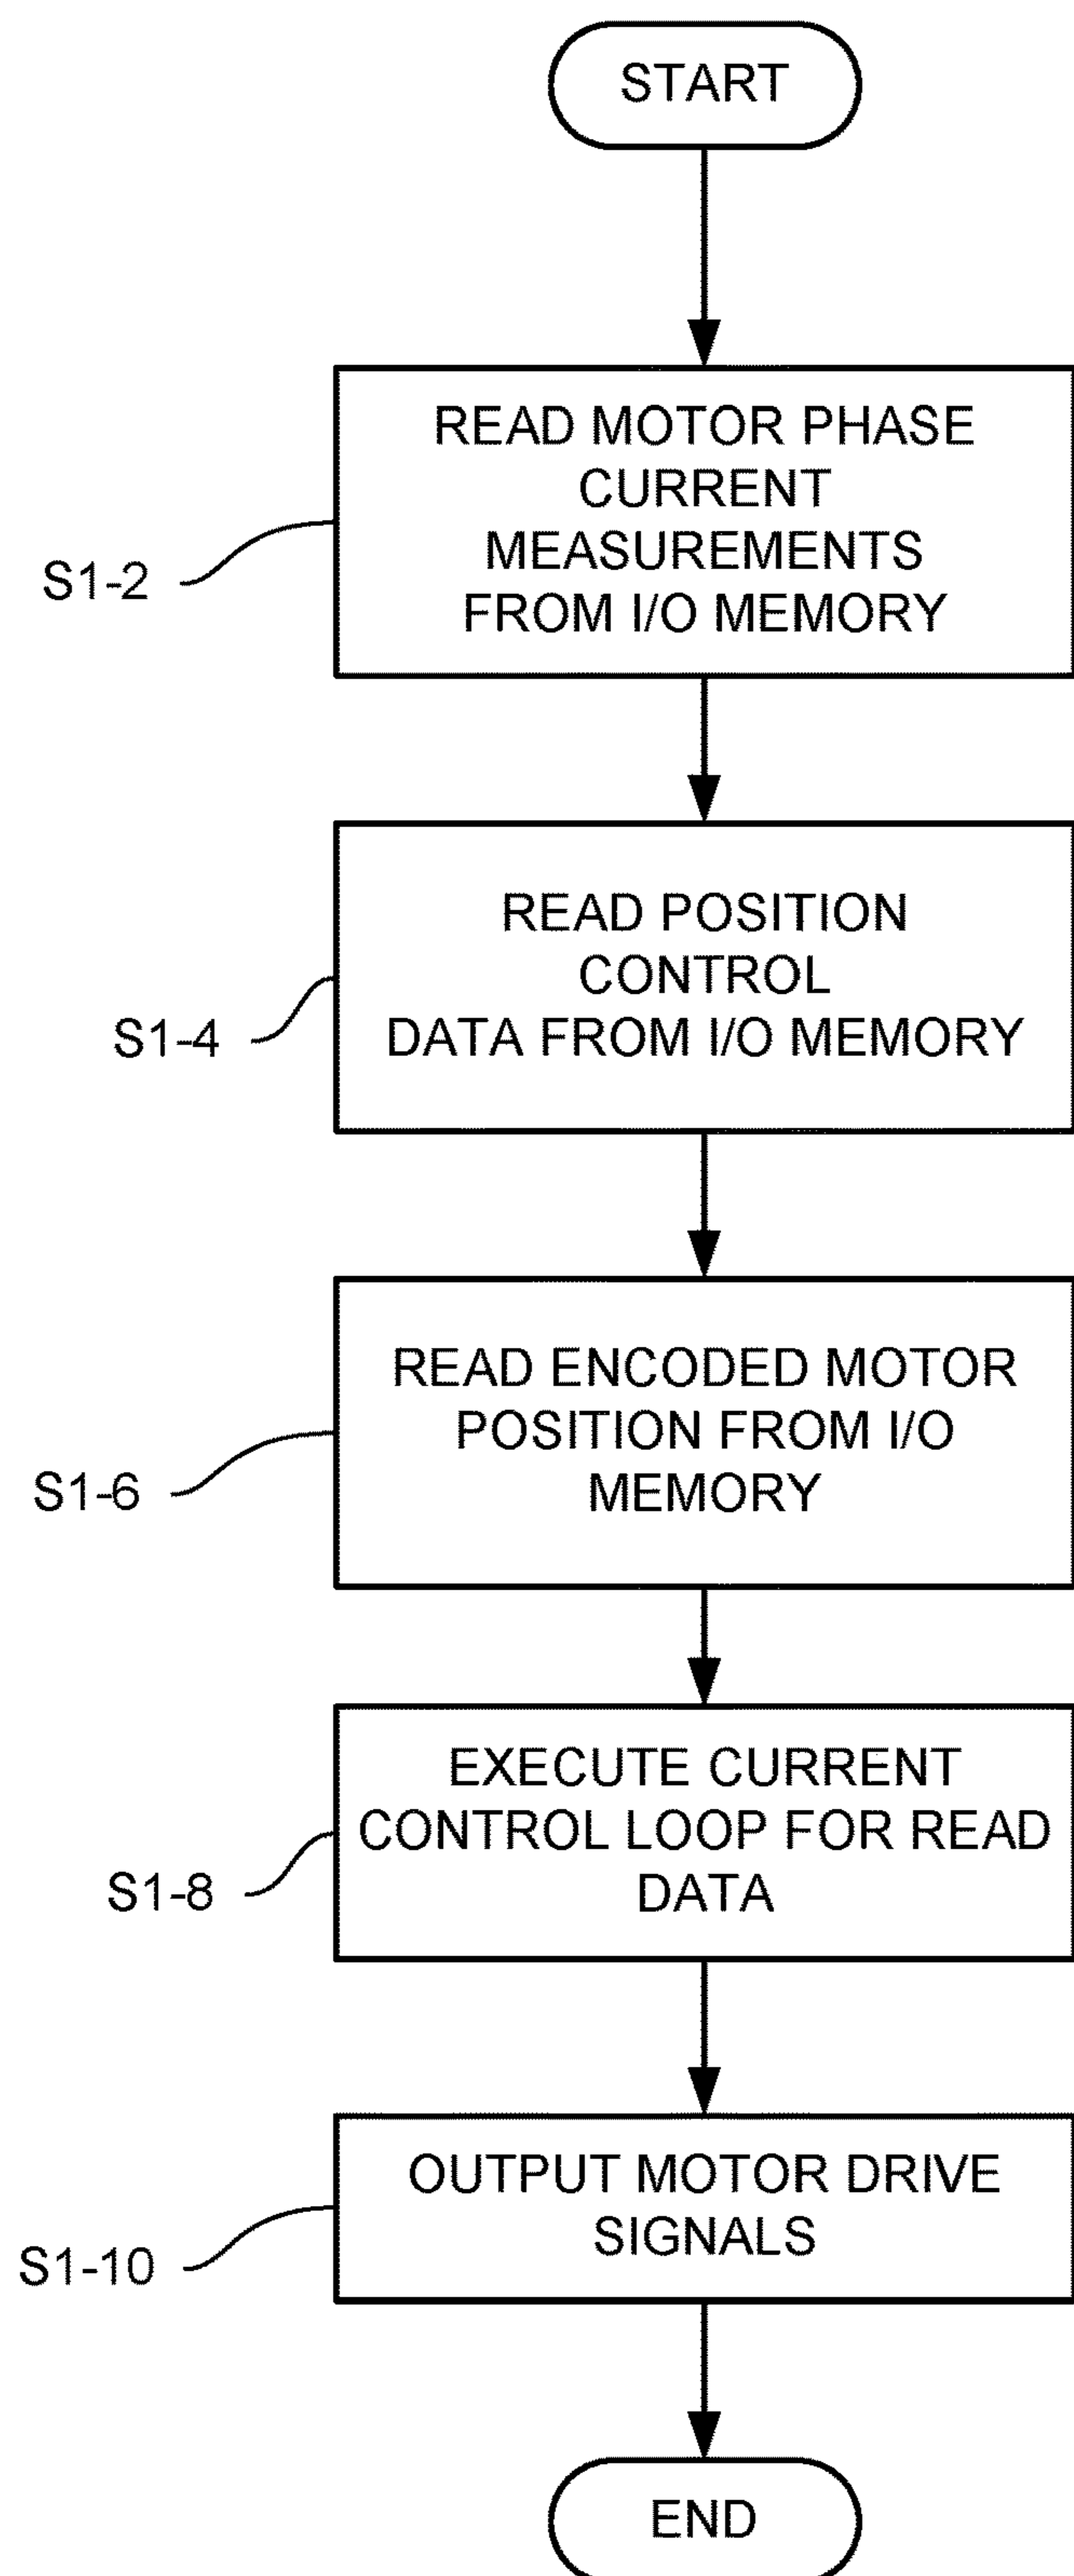 START
READ MOTOR PHASE
CURRENT
MEASUREMENTS
FROM I/O MEMORY
S1-2
READ POSITION
CONTROL
DATA FROM I/O MEMORY
S1-4
READ ENCODED MOTOR
POSITION FROM I/O
MEMORY
S1-6
EXECUTE CURRENT
CONTROL LOOP FOR READ
DATA
S1-8
OUTPUT MOTOR DRIVE
SIGNALS
S1-10
END